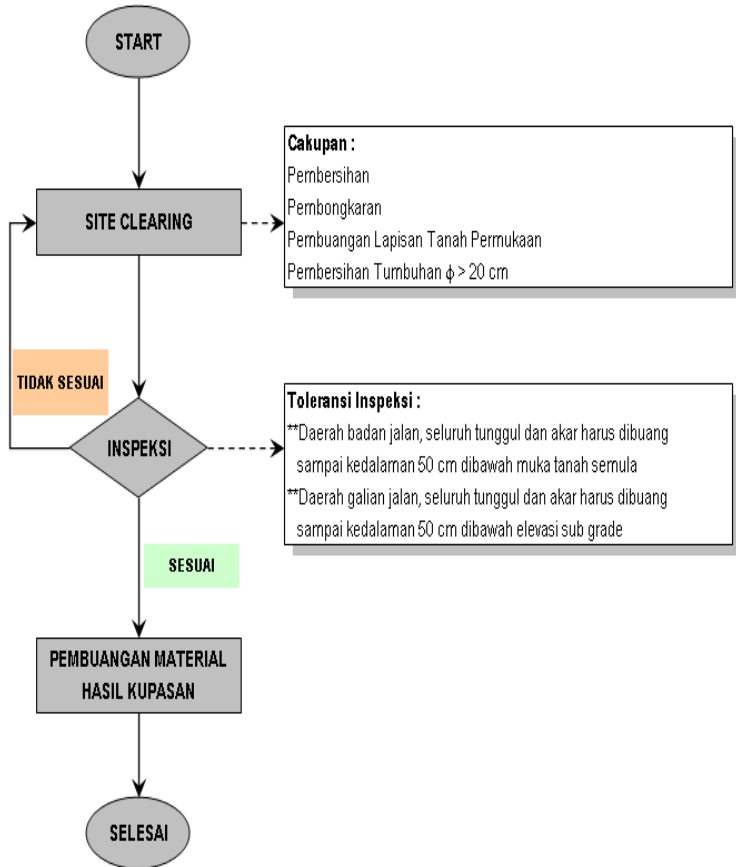 START
SITE CLEARING
Cakupan :
Pembersihan
Pembongkaran
Pembuangan Lapisan Tanah Permukaan
Pembersihan Tumbuhan ϕ > 20 cm
TIDAK SESUAI
INSPEKSI
Toleransi Inspeksi :
**Daerah badan jalan, seluruh tunggul dan akar harus dibuang
sampai kedalaman 50 cm dibawah muka tanah semula
**Daerah galian jalan, seluruh tunggul dan akar harus dibuang
sampai kedalaman 50 cm dibawah elevasi sub grade
SESUAI
PEMBUANGAN MATERIAL
HASIL KUPASAN
SELESAI